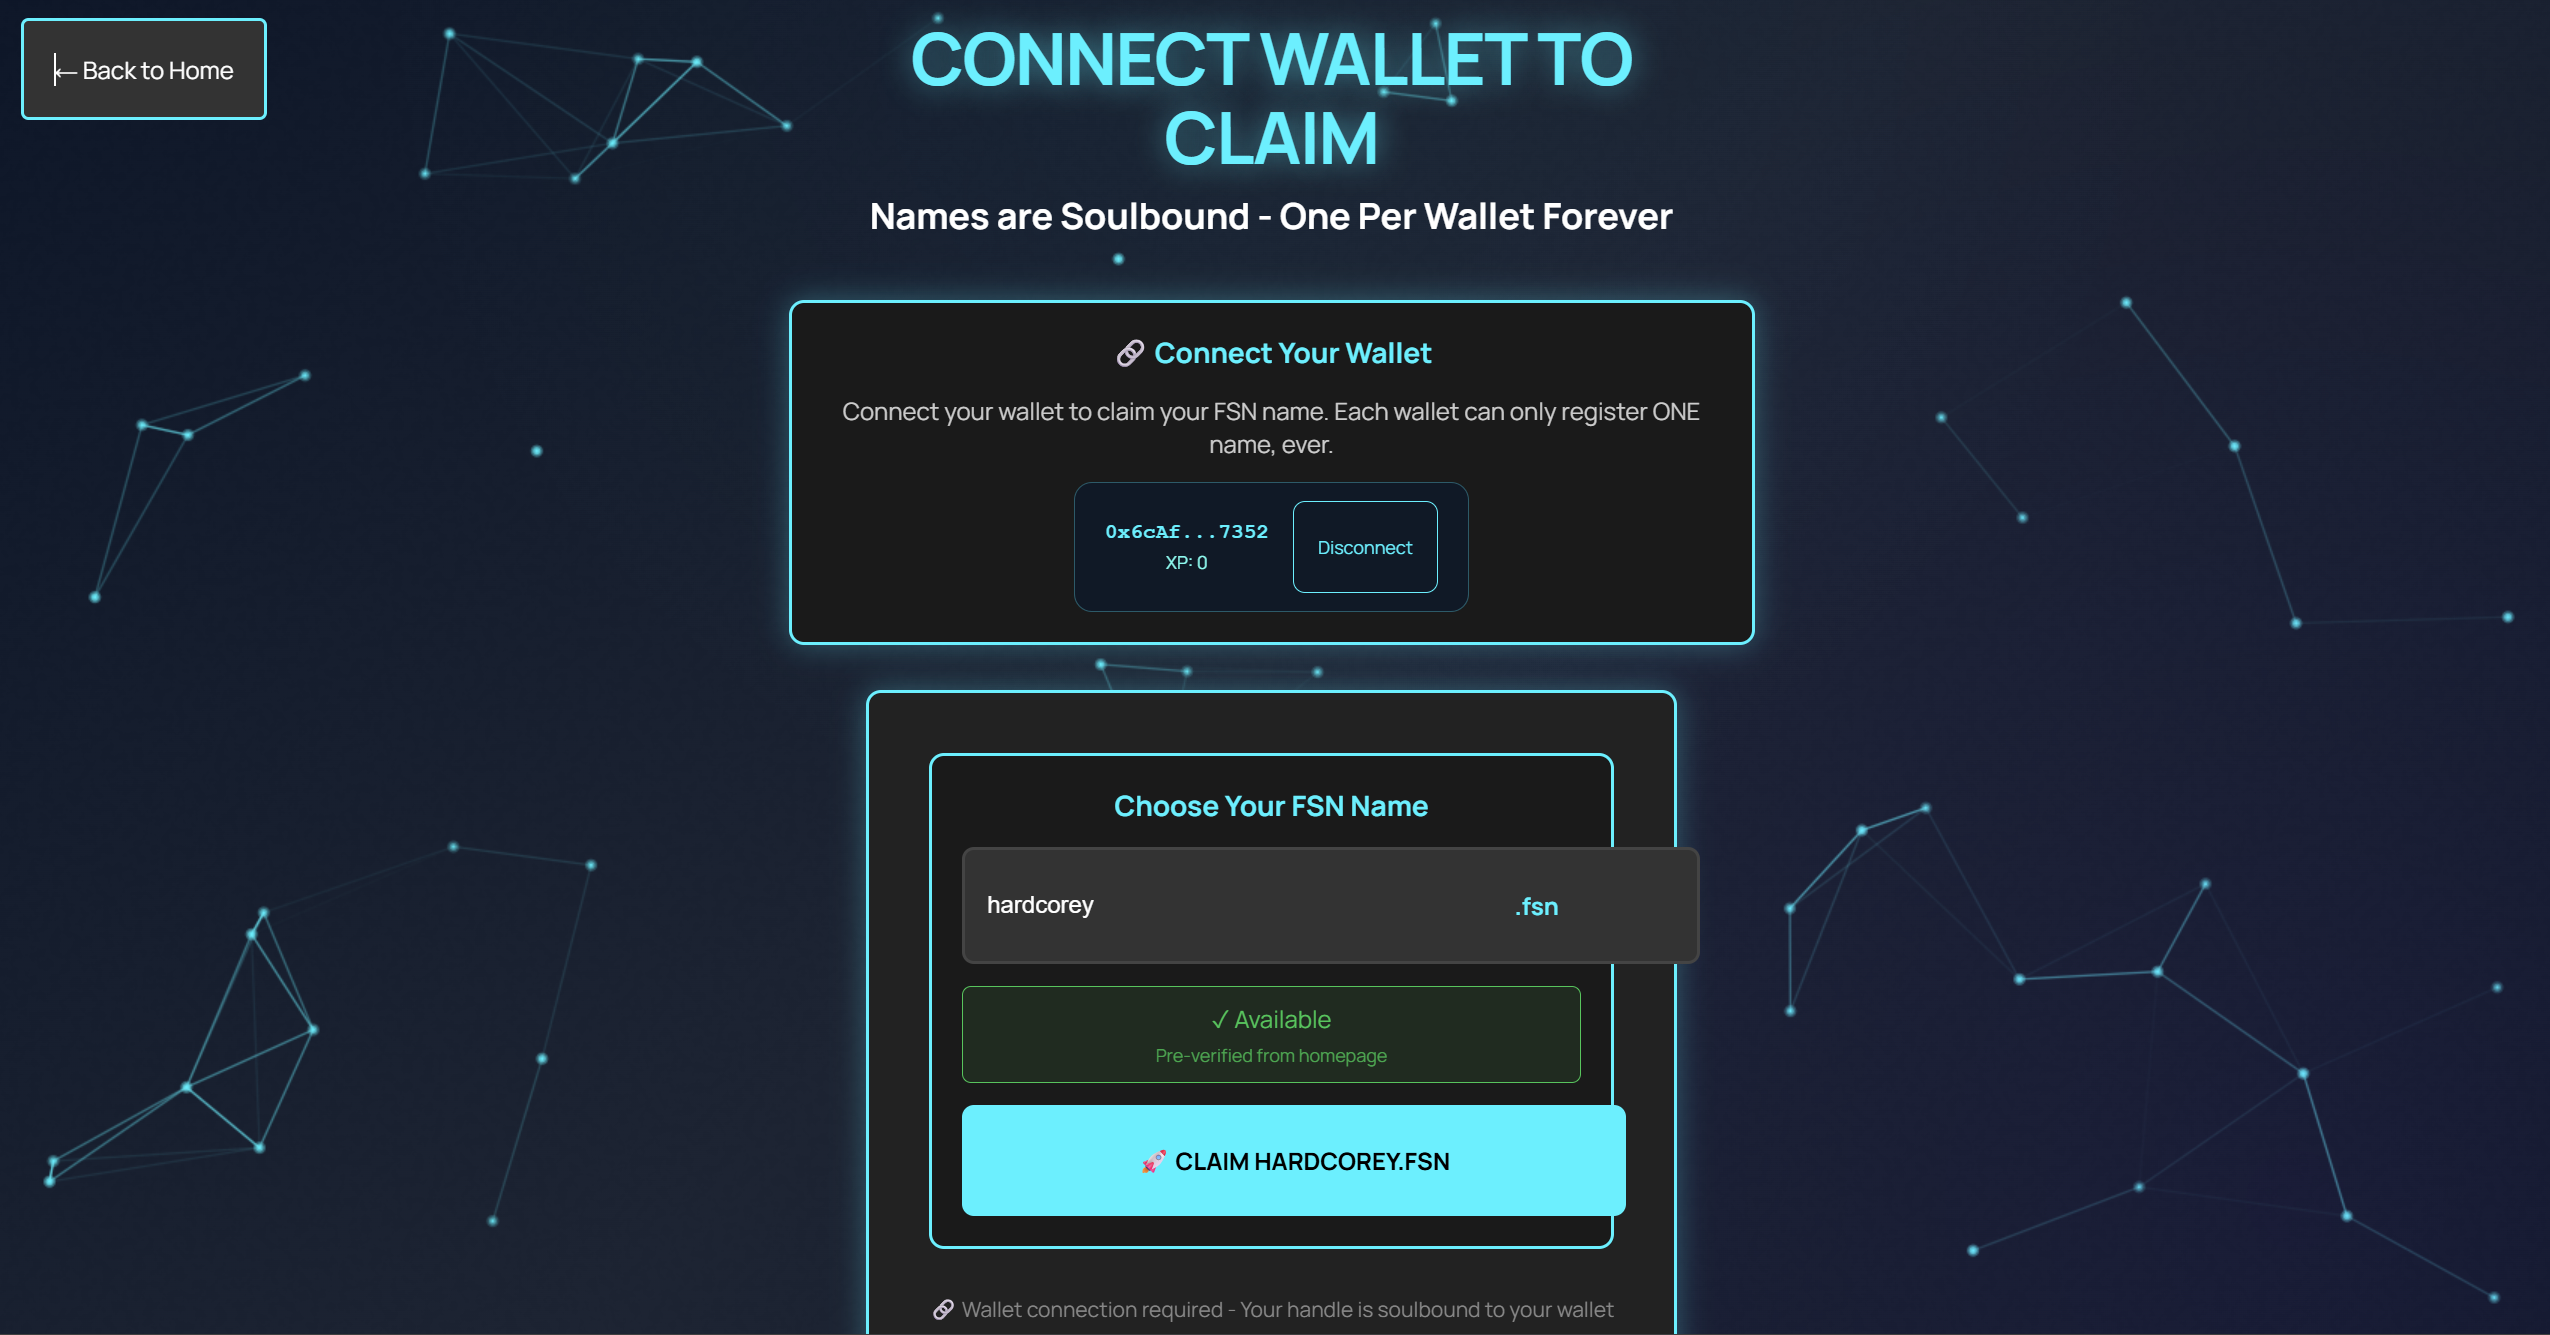 ← Back to Home
CONNECT WALLET TO
CLAIM
Names are Soulbound - One Per Wallet Forever
🔗 Connect Your Wallet
Connect your wallet to claim your FSN name. Each wallet can only register ONE
name, ever.
0x6cAf...7352
XP: 0
Disconnect
Choose Your FSN Name
hardcorey .fsn
✓ Available
Pre-verified from homepage
🚀 CLAIM HARDCOREY.FSN
🔗 Wallet connection required - Your handle is soulbound to your wallet